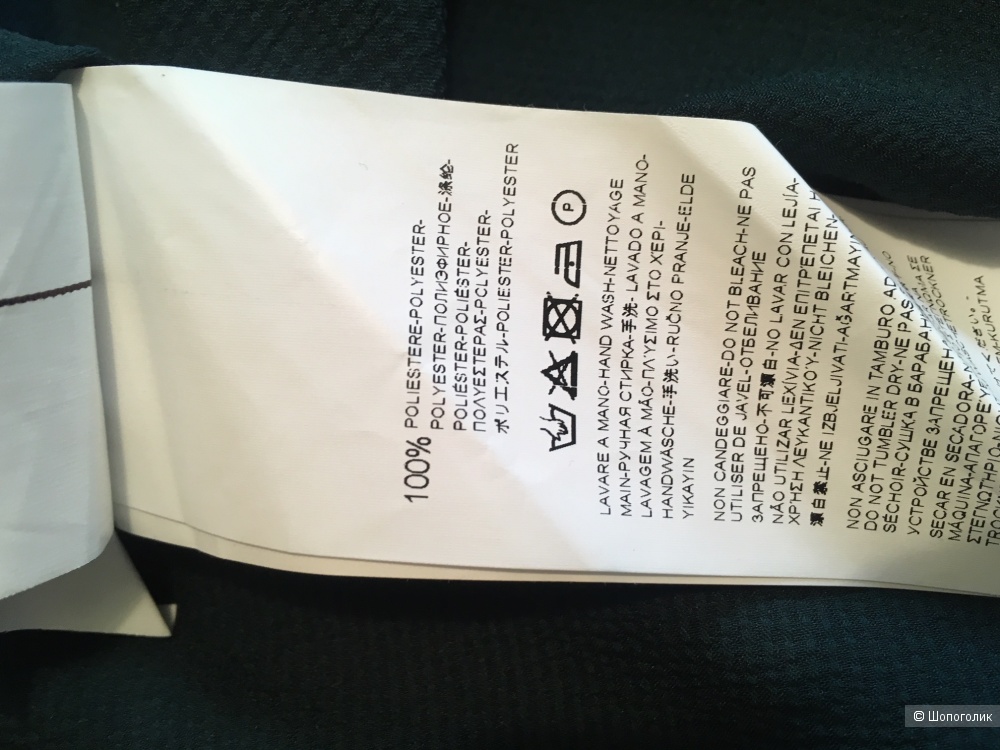 100% POLIESTERE-POLYESTER-
POLYESTER-ПОЛИЭФИРНОЕ-涤纶-
POLIÉSTER-POLIÉSTER-
ΠΟΛΥΕΣΤΕΡΑΣ-POLYESTER-
ポリエステル-POLIESTER-POLYESTER
P
LAVARE A MANO-HAND WASH-NETTOYAGE
MAIN-РУЧНАЯ СТИРКА-手洗- LAVADO A MANO-
LAVAGEM À MÃO-ΠΛΥΣΙΜΟ ΣΤΟ ΧΕΡΙ-
HANDWÄSCHE-手洗い-RUČNO PRANJE-ELDE
YIKAYIN
NON CANDEGGIARE-DO NOT BLEACH-NE PAS
UTILISER DE JAVEL-ОТБЕЛИВАНИЕ
ЗАПРЕЩЕНО-不可漂白-NO LAVAR CON LEJÍA-
NÃO UTILIZAR LEXÍVIA-ΔΕΝ ΕΠΙΤΡΕΠΕΤΑΙ Η
ΧΡΗΣΗ ΛΕΥΚΑΝΤΙΚΟΎ-NICHT BLEICHEN-
漂白禁止-NE IZBJELJIVATI-AĞARTMAYIN
NON ASCIUGARE IN TAMBURO AD
DO NOT TUMBLER DRY-NE PAS
SÉCHOIR-СУШКА В БАРАБАН
УСТРОЙСТВЕ ЗАПРЕЩЕН
SECAR EN SECADORA-
MÁQUINA-ΑΠΑΓΟΡΕ
ΣΤΕΓΝΩΤΗΡΙΟ
KURUTMA
© Шопоголик